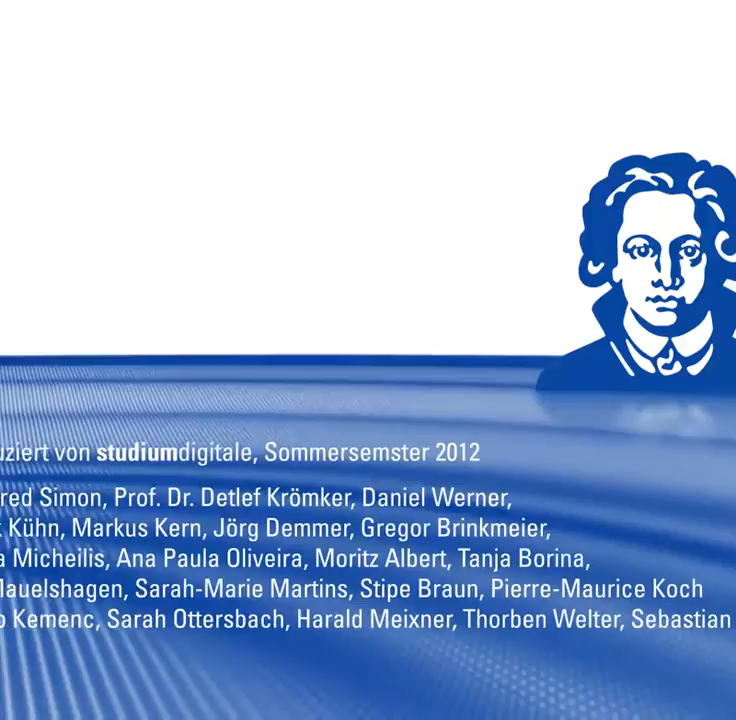 uziert von studiumdigitale, Sommersemster 2012
red Simon, Prof. Dr. Detlef Krömker, Daniel Werner,
Kühn, Markus Kern, Jörg Demmer, Gregor Brinkmeier,
a Micheilis, Ana Paula Oliveira, Moritz Albert, Tanja Borina,
Mauelshagen, Sarah-Marie Martins, Stipe Braun, Pierre-Maurice Koch
o Kemenc, Sarah Ottersbach, Harald Meixner, Thorben Welter, Sebastian